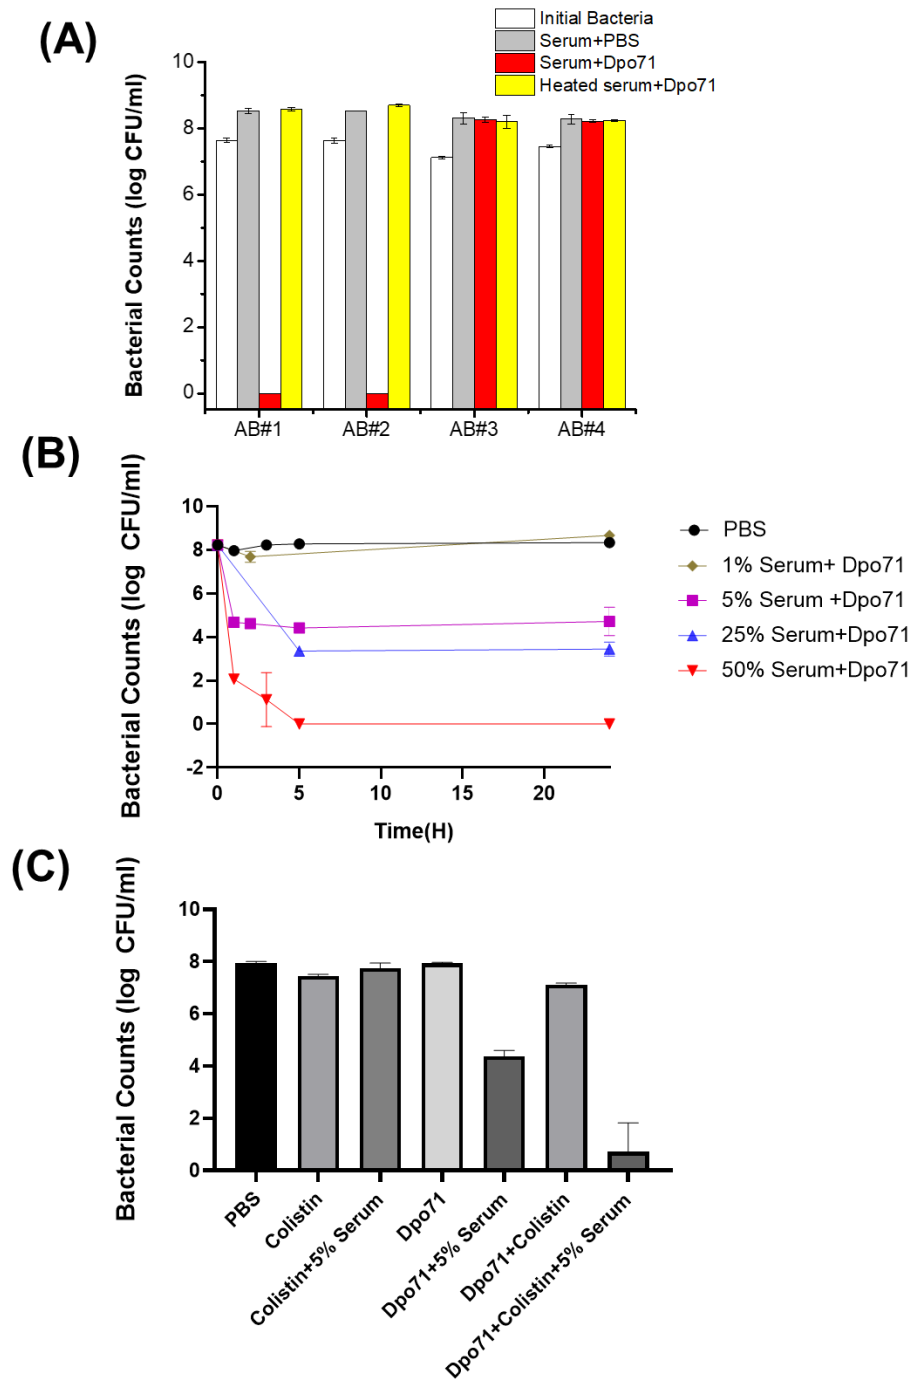 (A)
Initial Bacteria
Serum+PBS
Serum+Dpo71
Heated serum+Dpo71
Bacterial Counts (log CFU/ml)
10
8
6
4
2
0
AB#1 AB#2 AB#3 AB#4
(B)
Bacterial Counts (log CFU/ml)
10
8
6
4
2
0
-2
0 5 10 15 20
Time(H)
PBS
1% Serum+ Dpo71
5% Serum +Dpo71
25% Serum+Dpo71
50% Serum+Dpo71
(C)
Bacterial Counts (log CFU/ml)
10
8
6
4
2
0
PBS
Colistin
Colistin+5% Serum
Dpo71
Dpo71+5% Serum
Dpo71+Colistin
Dpo71+Colistin+5% Serum